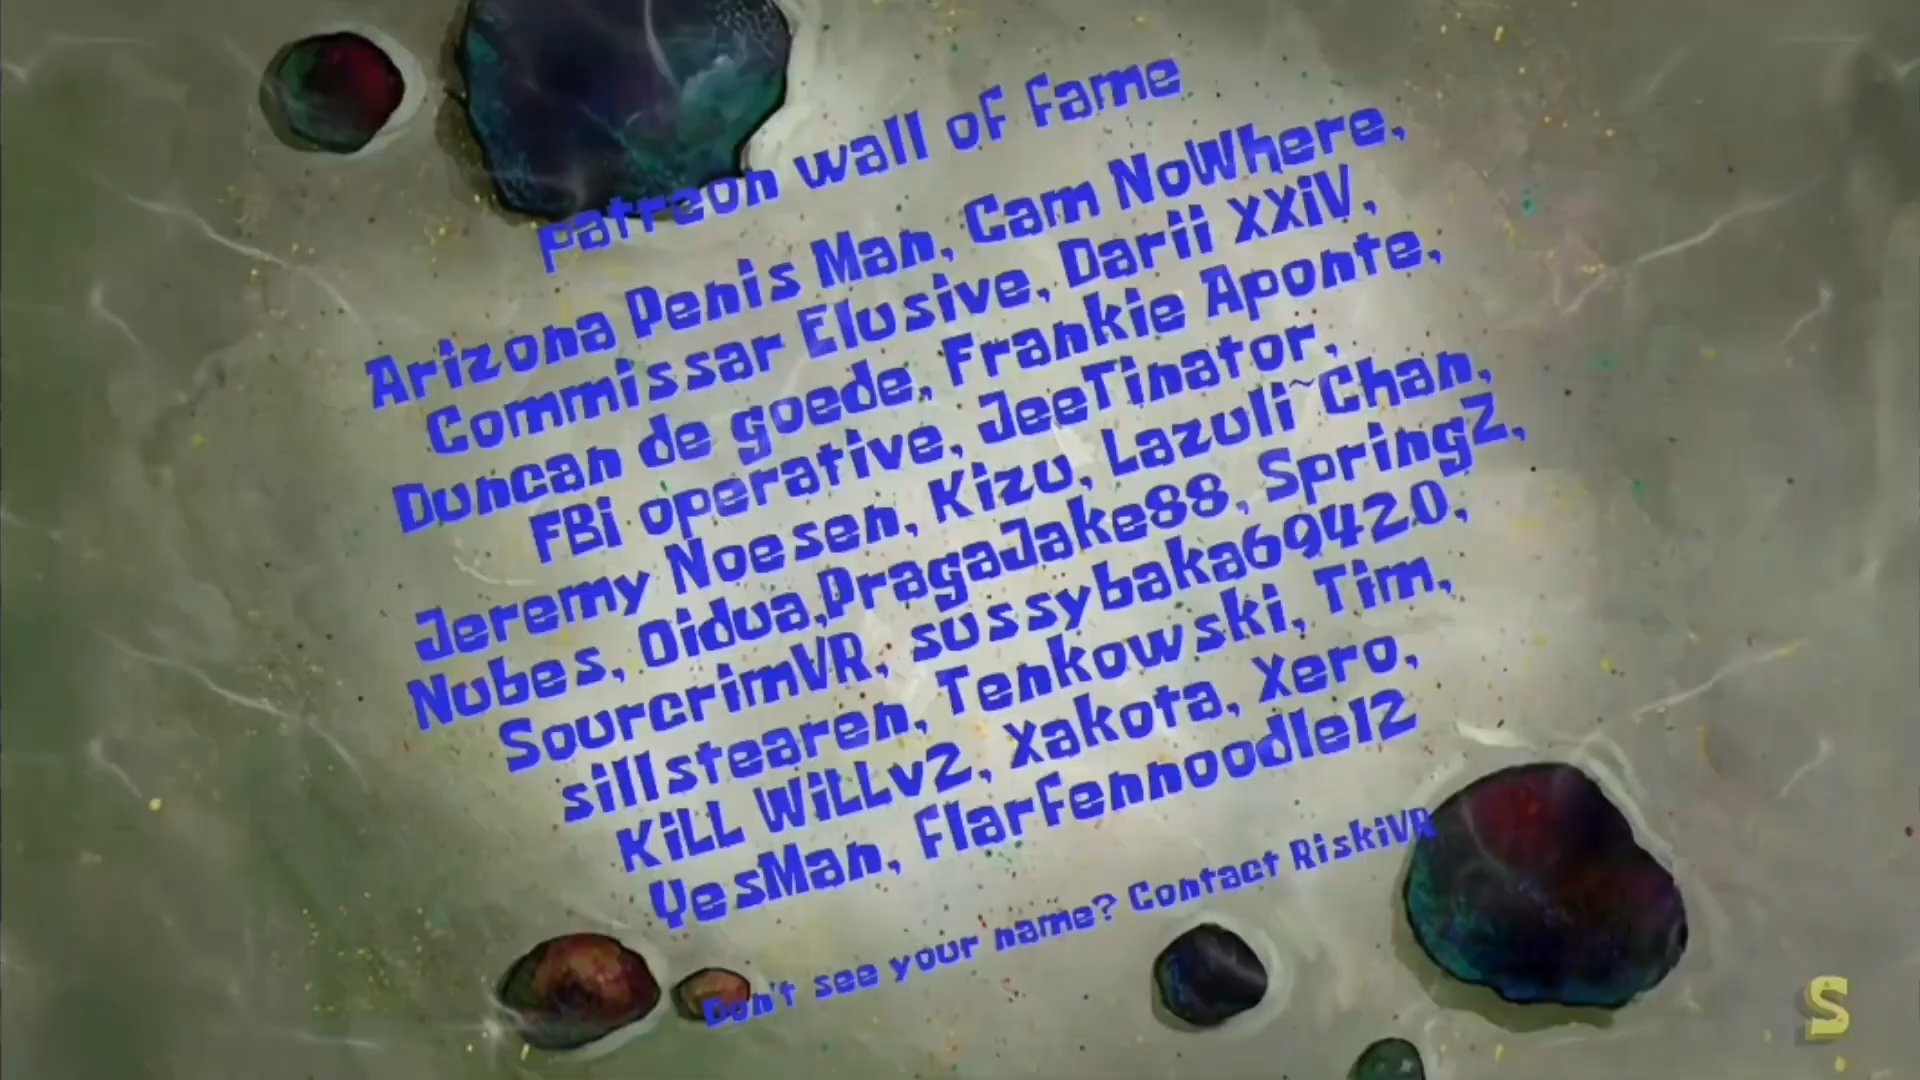 patreon wall of fame
Arizona Penis Man, Cam NoWhere,
Commissar Elusive, Darii XXiV,
Duncan de goede, Frankie Aponte,
FBi operative, JeeTinator,
Jeremy Noesen, Kizu, Lazuli~Chan,
Nubes, Oidua,PragaJake88, SpringZ,
SourcrimVR, sussybaka69420,
sillstearen, Tenkowski, Tim,
KiLL WiLLv2, Xakota, Xero,
YesMan, Flarfennoodle12
Don't see your name? Contact RiskiVR
S